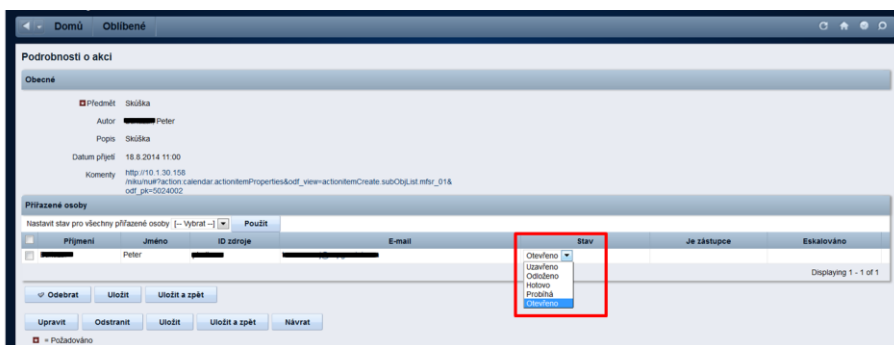 Domů Oblíbené
Podrobnosti o akci
Obecné
Předmět Skúška
Autor Peter
Popis Skúška
Datum přijetí 18.8.2014 11:00
Komenty http://10.1.30.158
/niku/nu#?action:calendar.actionitemProperties&odf_view=actionitemCreate.subObjList.mfsr_01&
odf_pk=5024002
Přiřazené osoby
Nastavit stav pro všechny přiřazené osoby [-- Vybrat --] Použít
Příjmení Jméno ID zdroje E-mail Stav Je zástupce Eskalováno
Peter Otevřeno
Uzavřeno
Odloženo
Hotovo
Probíhá
Otevřeno
Displaying 1 - 1 of 1
Odebrat Uložit Uložit a zpět
Upravit Odstranit Uložit Uložit a zpět Návrat
= Požadováno